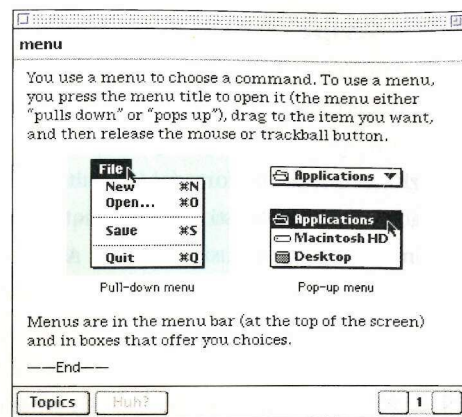 menu
You use a menu to choose a command. To use a menu,
you press the menu title to open it (the menu either
“pulls down” or “pops up”), drag to the item you want,
and then release the mouse or trackball button.
File
New ⌘N
Open... ⌘O
Save ⌘S
Quit ⌘Q
Pull-down menu
Applications
Applications
Macintosh HD
Desktop
Pop-up menu
Menus are in the menu bar (at the top of the screen)
and in boxes that offer you choices.
——End——
Topics Huh? 1